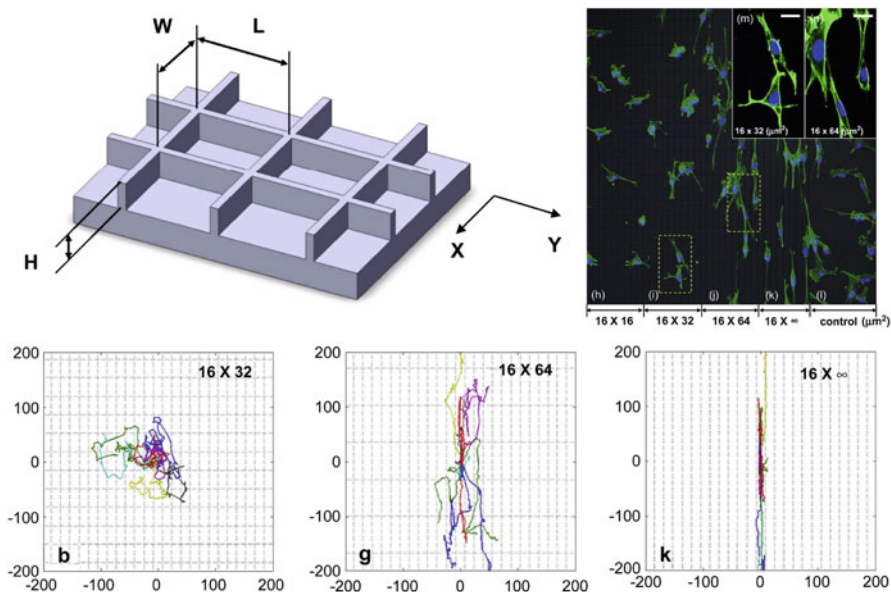 W
L
H
X
Y
(m)
(n)
16 x 32 (μm²)
16 x 64 (μm²)
(h)
(i)
(j)
(k)
(l)
16 X 16
16 X 32
16 X 64
16 X ∞
control (μm²)
200
100
0
-100
-200
16 X 32
b
-200
-100
0
100
200
200
100
0
-100
-200
16 X 64
g
-200
-100
0
100
200
200
100
0
-100
-200
16 X ∞
k
-200
-100
0
100
200